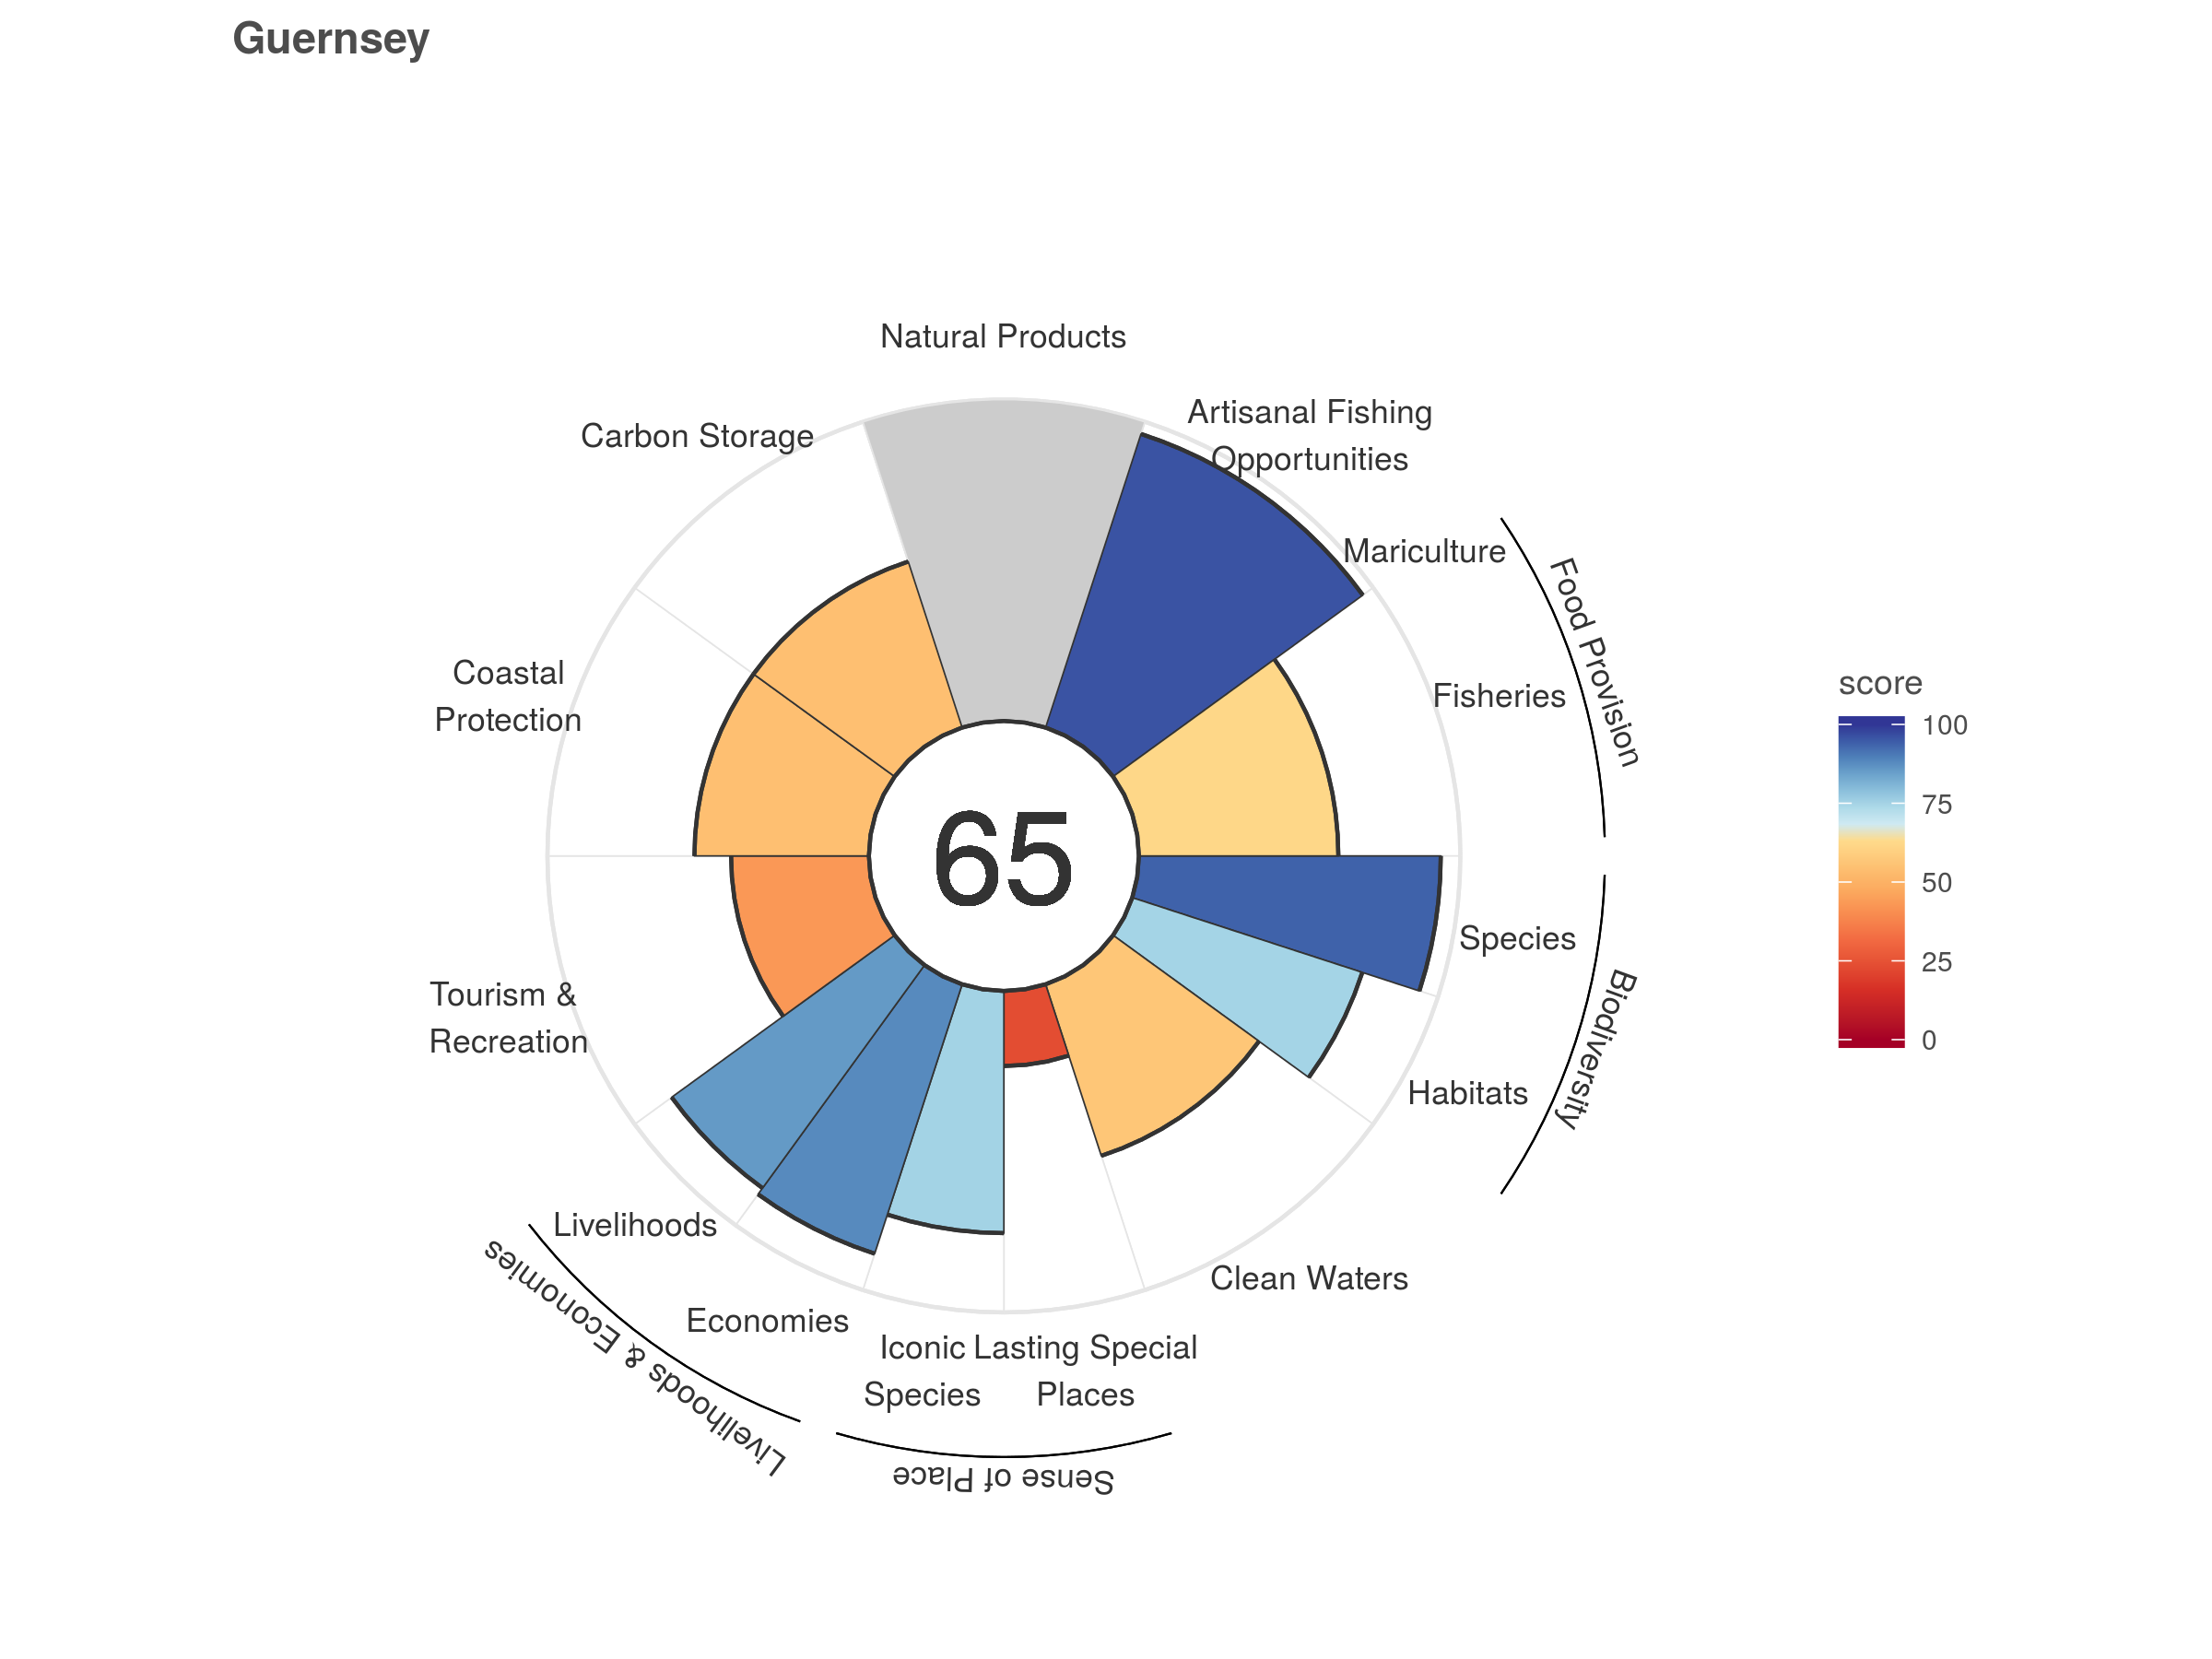 Guernsey
Natural Products
Artisanal Fishing
Opportunities
Carbon Storage
Mariculture
Food Provision
Fisheries
Coastal
Protection
score
100
75
50
25
0
65
Species
Biodiversity
Habitats
Tourism &
Recreation
Livelihoods
Livelihoods & Economies
Economies
Clean Waters
Iconic
Species
Lasting Special
Places
Sense of Place